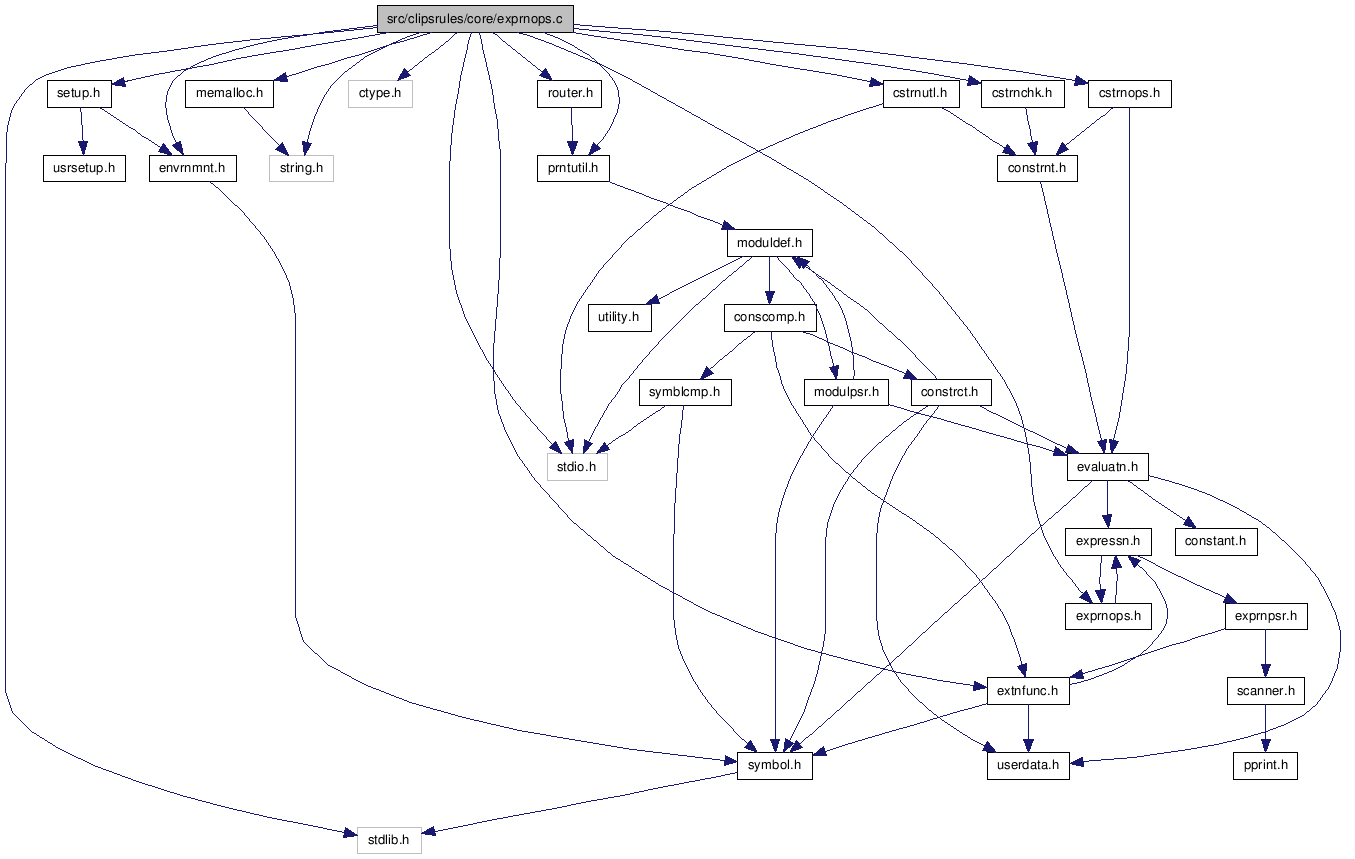 src/clipsrules/core/exprnops.c
setup.h
memalloc.h
ctype.h
router.h
cstrnutl.h
cstrnchk.h
cstrnops.h
usrsetup.h
envrnmnt.h
string.h
prntutil.h
constrnt.h
moduldef.h
utility.h
conscomp.h
symblcmp.h
modulpsr.h
constrct.h
stdio.h
evaluatn.h
expressn.h
constant.h
exprnops.h
exprnpsr.h
extnfunc.h
scanner.h
symbol.h
userdata.h
pprint.h
stdlib.h